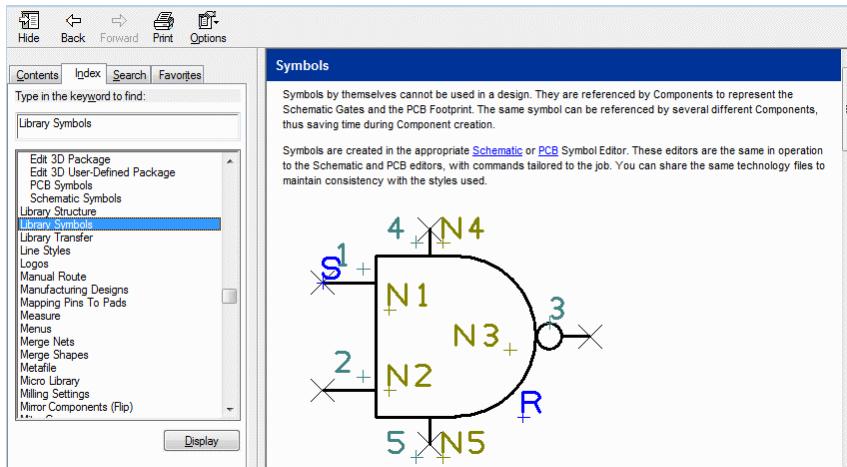 Hide Back Forward Print Options
Contents Index Search Favorites
Type in the keyword to find:
Library Symbols
Edit 3D Package
Edit 3D User-Defined Package
PCB Symbols
Schematic Symbols
Library Structure
Library Symbols
Library Transfer
Line Styles
Logos
Manual Route
Manufacturing Designs
Mapping Pins To Pads
Measure
Menus
Merge Nets
Merge Shapes
Metafile
Micro Library
Milling Settings
Mirror Components (Flip)
Display
Symbols
Symbols by themselves cannot be used in a design. They are referenced by Components to represent the
Schematic Gates and the PCB Footprint. The same symbol can be referenced by several different Components,
thus saving time during Component creation.
Symbols are created in the appropriate Schematic or PCB Symbol Editor. These editors are the same in operation
to the Schematic and PCB editors, with commands tailored to the job. You can share the same technology files to
maintain consistency with the styles used.
4 N4
S 1
N1
N3 3
2 N2
R
5 N5